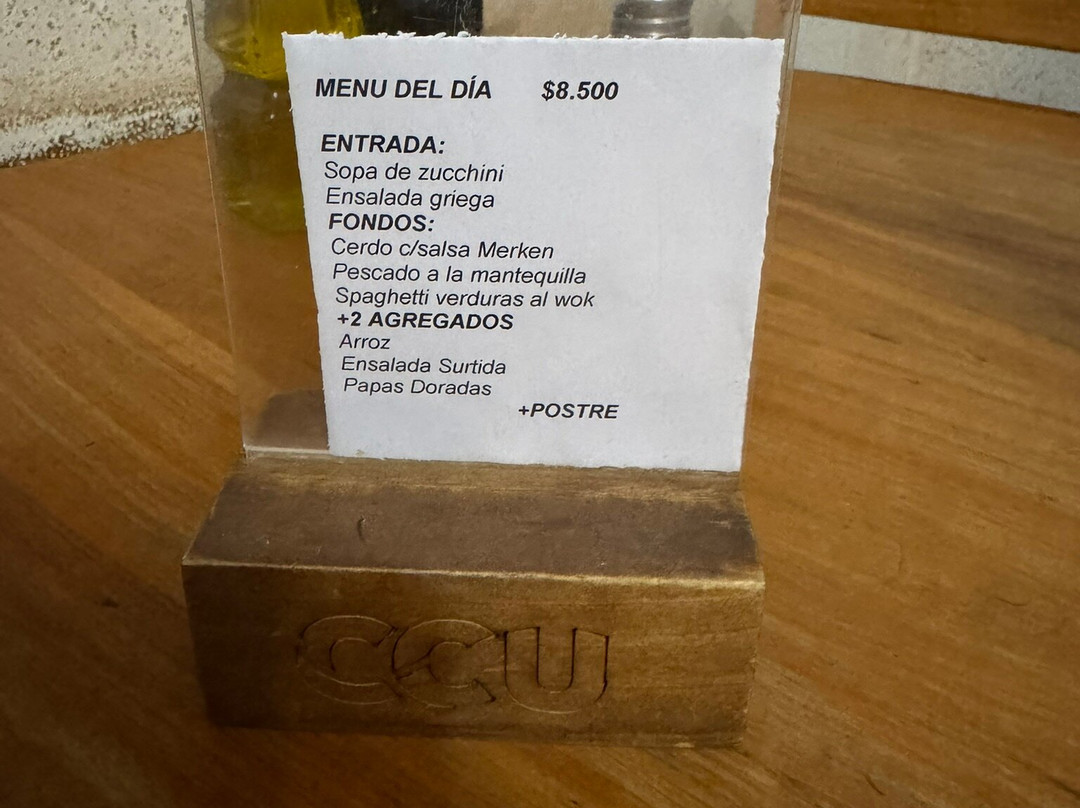 MENU DEL DÍA $8.500
ENTRADA:
Sopa de zucchini
Ensalada griega
FONDOS:
Cerdo c/salsa Merken
Pescado a la mantequilla
Spaghetti verduras al wok
+2 AGREGADOS
Arroz
Ensalada Surtida
Papas Doradas
+POSTRE
CCU